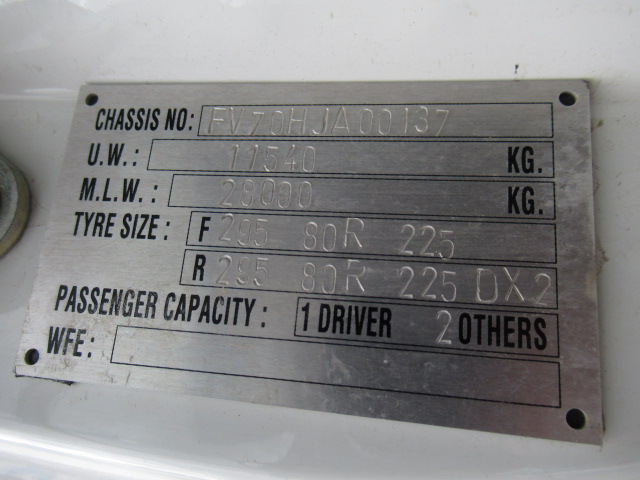 CHASSIS NO: FV70HJA00137
U.W.: 11540 KG.
M.L.W.: 28000 KG.
TYRE SIZE: F 295 80R 225
R 295 80R 225 DX2
PASSENGER CAPACITY: 1 DRIVER 2 OTHERS
WFE: